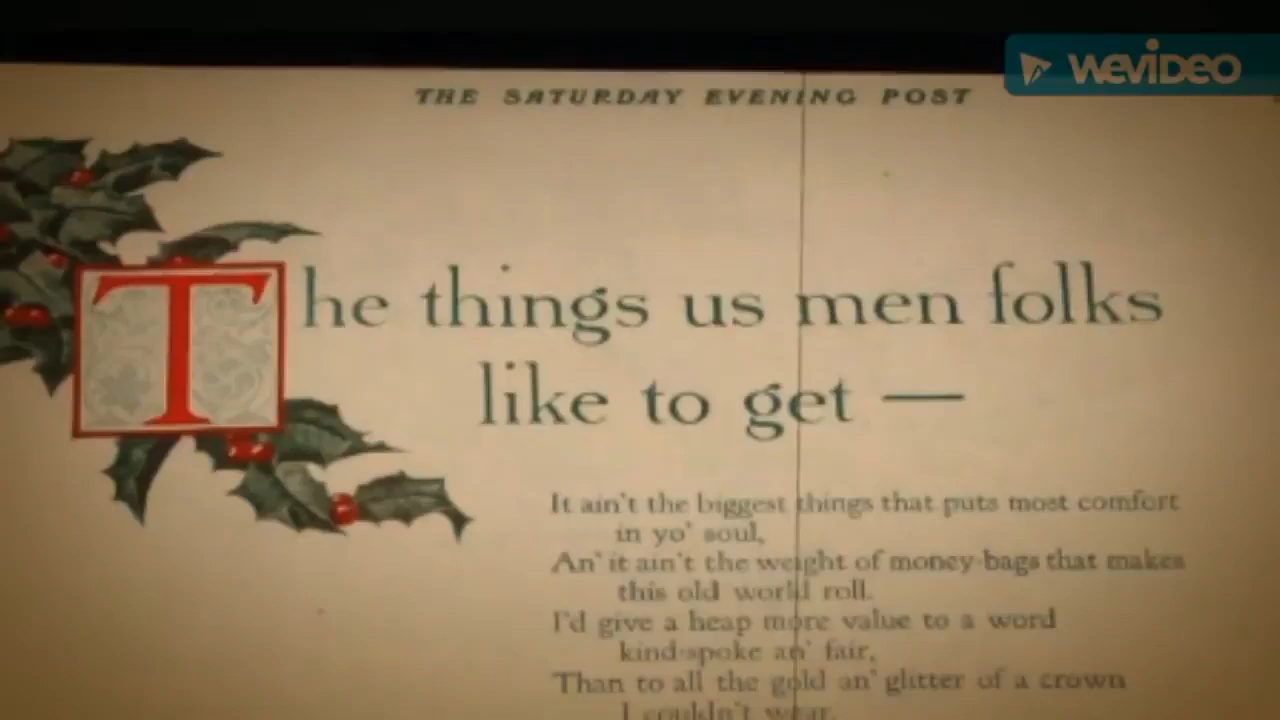 WEVIDEO
THE SATURDAY EVENING POST
The things us men folks
like to get —
It ain't the biggest things that puts most comfort
in yo' soul,
An' it ain't the weight of money-bags that makes
this old world roll.
I'd give a heap more value to a word
kind-spoke an' fair,
Than to all the gold an' glitter of a crown
I couldn't wear.